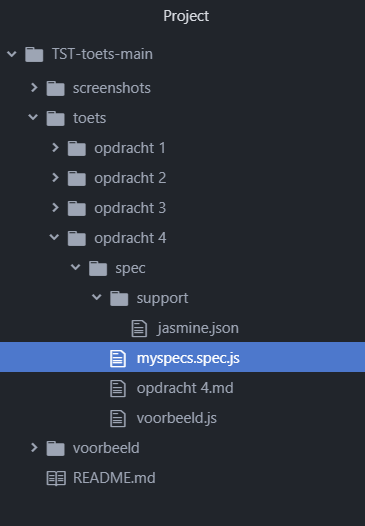 Project
TST-toets-main
screenshots
toets
opdracht 1
opdracht 2
opdracht 3
opdracht 4
spec
support
jasmine.json
myspecs.spec.js
opdracht 4.md
voorbeeld.js
voorbeeld
README.md